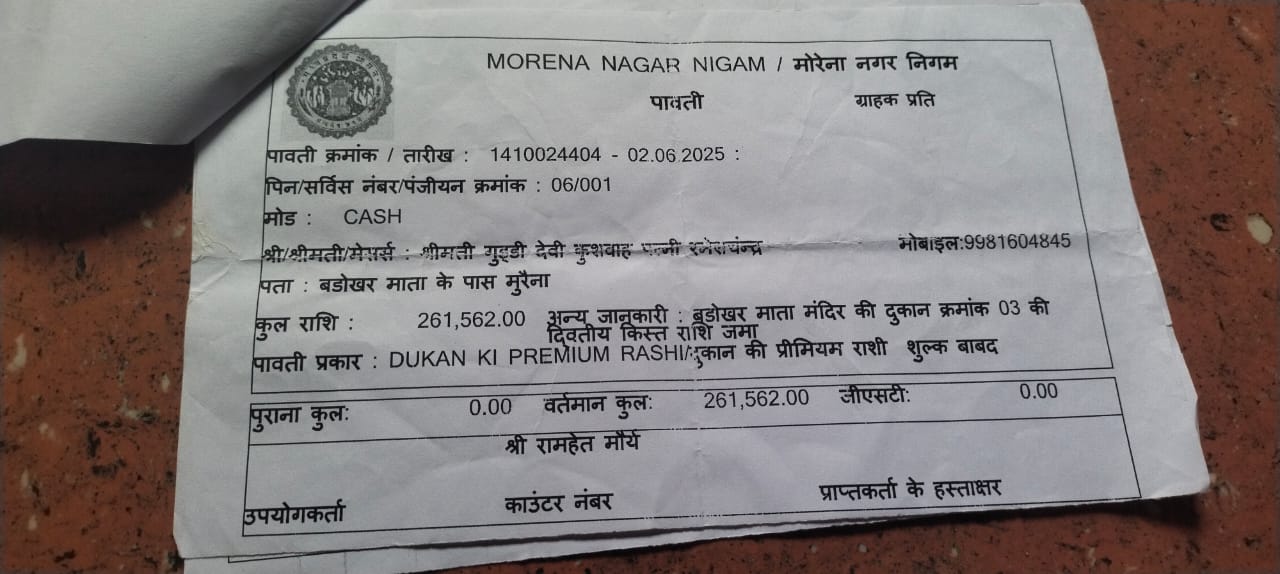 MORENA NAGAR NIGAM / मोरेना नगर निगम
पावती ग्राहक प्रति
पावती क्रमांक / तारीख : 1410024404 - 02.06.2025 :
पिन/सर्विस नंबर/पंजीयन क्रमांक : 06/001
मोड : CASH
श्री/श्रीमती/मेसर्स : श्रीमती गुड्डी देवी कुशवाह पत्नी मोबाइल:9981604845
पता : बडोखर माता के पास मुरैना
कुल राशि : 261,562.00 अन्य जानकारी : बडोखर माता मंदिर की दुकान क्रमांक 03 की
दिवतीय किस्त राशि जमा
पावती प्रकार : DUKAN KI PREMIUM RASHI/दुकान की प्रीमियम राशी शुल्क बाबद
पुराना कुल: 0.00 वर्तमान कुल: 261,562.00 जीएसटी: 0.00
श्री रामहेत मौर्य
उपयोगकर्ता काउंटर नंबर प्राप्तकर्ता के हस्ताक्षर